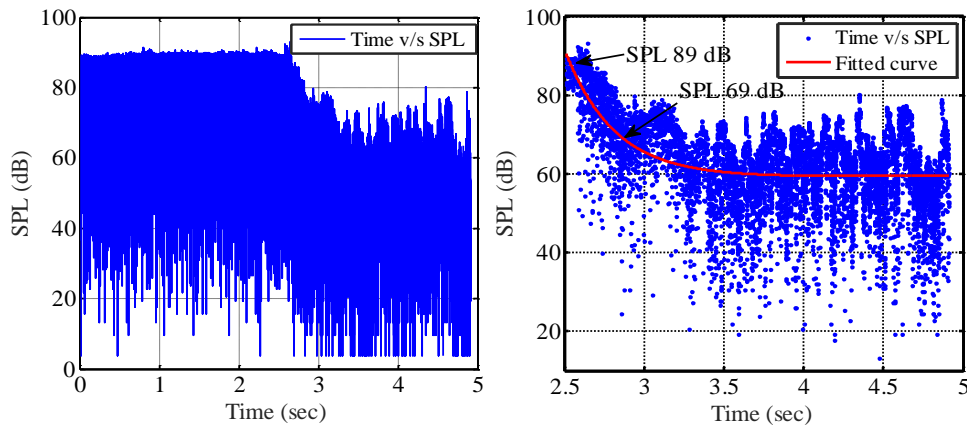 100
80
60
40
20
0
SPL (dB)
0
1
2
3
4
5
Time (sec)
Time v/s SPL
100
80
60
40
20
SPL (dB)
2.5
3
3.5
4
4.5
5
Time (sec)
Time v/s SPL
Fitted curve
SPL 89 dB
SPL 69 dB